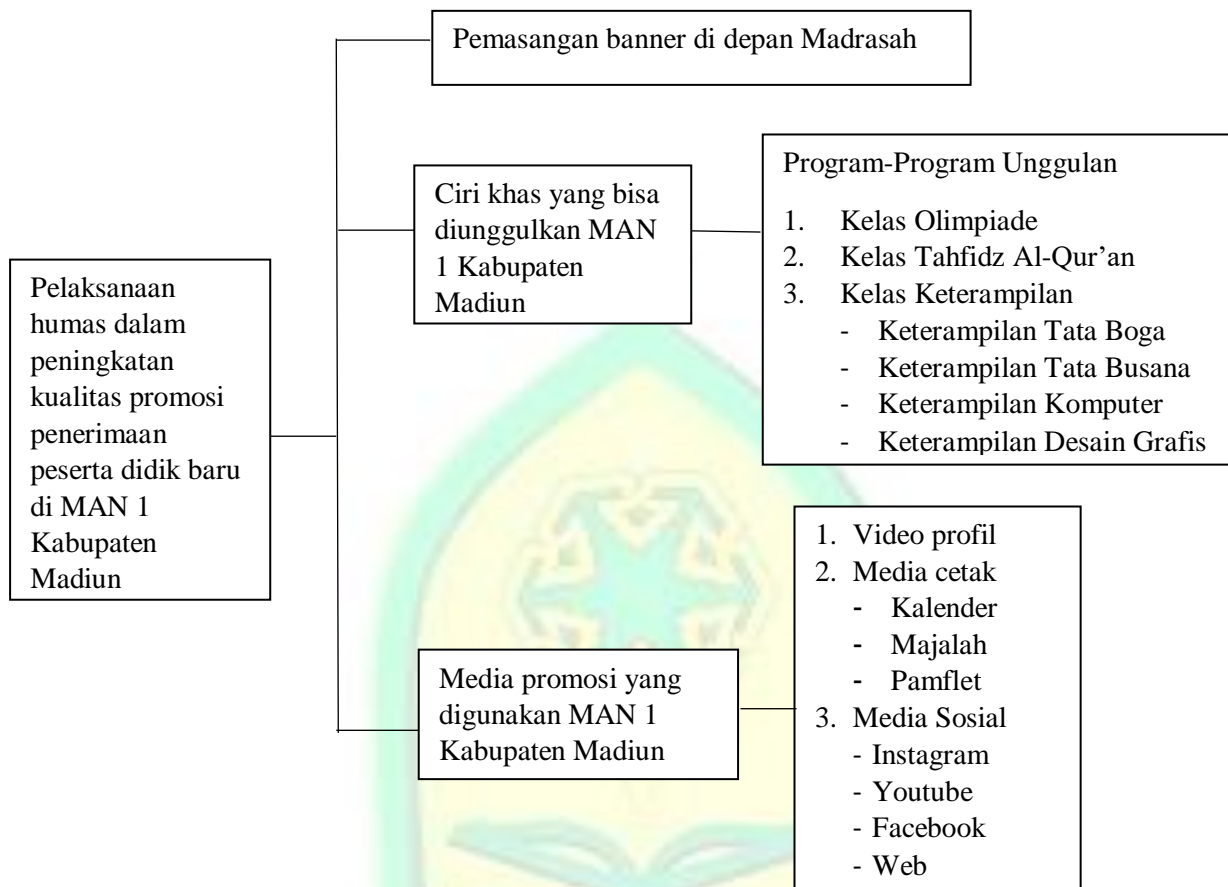 Pemasangan banner di depan Madrasah
Ciri khas yang bisa
diunggulkan MAN
1 Kabupaten
Madiun
Program-Program Unggulan
1. Kelas Olimpiade
2. Kelas Tahfidz Al-Qur’an
3. Kelas Keterampilan
- Keterampilan Tata Boga
- Keterampilan Tata Busana
- Keterampilan Komputer
- Keterampilan Desain Grafis
Pelaksanaan
humas dalam
peningkatan
kualitas promosi
penerimaan
peserta didik baru
di MAN 1
Kabupaten
Madiun
Media promosi yang
digunakan MAN 1
Kabupaten Madiun
1. Video profil
2. Media cetak
- Kalender
- Majalah
- Pamflet
3. Media Sosial
- Instagram
- Youtube
- Facebook
- Web